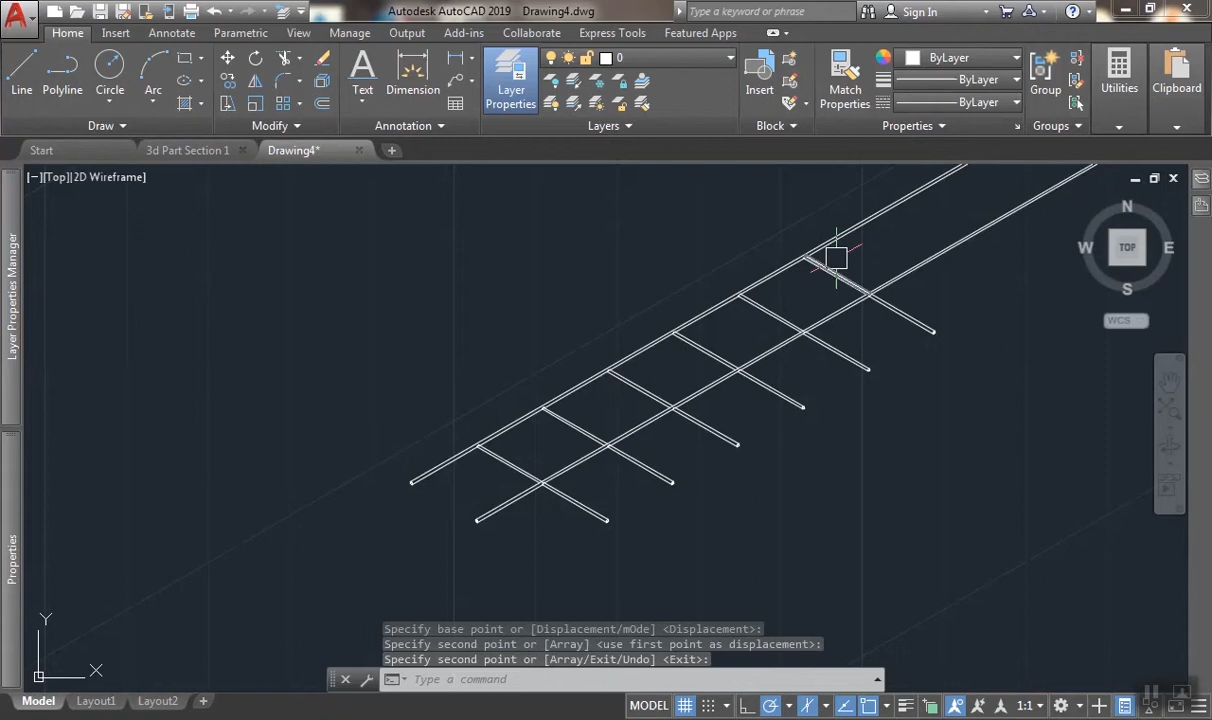 Autodesk AutoCAD 2019 Drawing4.dwg Type a keyword or phrase Sign In
Home Insert Annotate Parametric View Manage Output Add-ins Collaborate Express Tools Featured Apps
0 ByLayer
ByLayer
Line Polyline Circle Arc Text Dimension Layer Properties Insert Match Properties ByLayer Group Utilities Clipboard
Draw Modify Annotation Layers Block Properties Groups
Start 3d Part Section 1 Drawing4*
[−][Top]|2D Wireframe]
N
W TOP E
S
WCS
Layer Properties Manager
Properties
Y
X
Specify base point or [Displacement/mOde] <Displacement>:
Specify second point or [Array] <use first point as displacement>:
Specify second point or [Array/Exit/Undo] <Exit>:
Type a command
Model Layout1 Layout2 MODEL 1:1